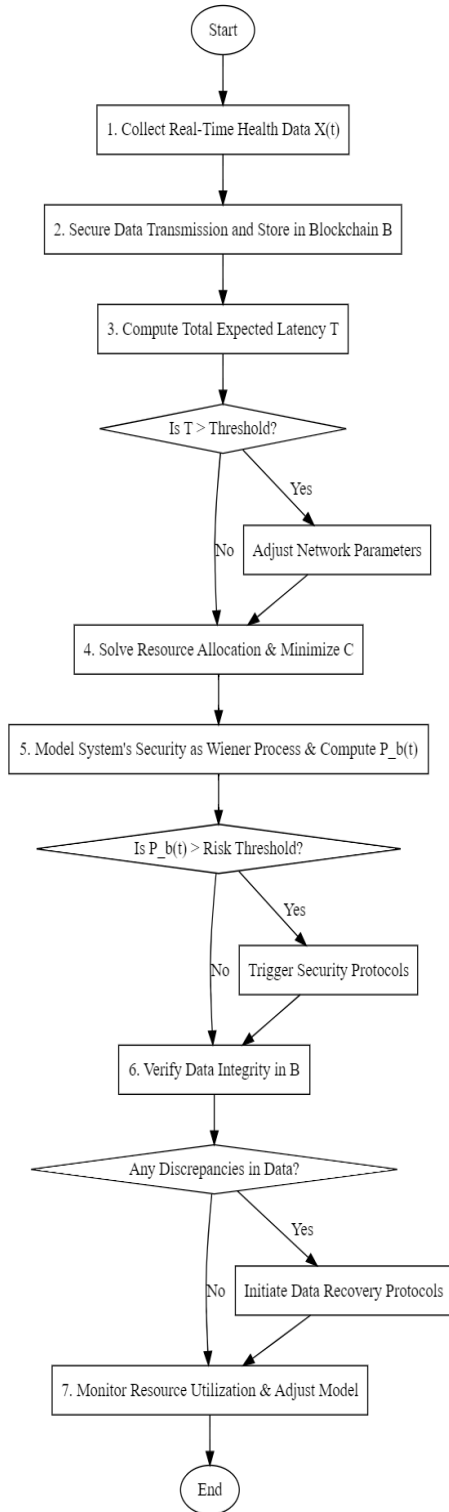 Start
1. Collect Real-Time Health Data X(t)
2. Secure Data Transmission and Store in Blockchain B
3. Compute Total Expected Latency T
Is T > Threshold?
Yes
No
Adjust Network Parameters
4. Solve Resource Allocation & Minimize C
5. Model System's Security as Wiener Process & Compute P_b(t)
Is P_b(t) > Risk Threshold?
Yes
No
Trigger Security Protocols
6. Verify Data Integrity in B
Any Discrepancies in Data?
Yes
No
Initiate Data Recovery Protocols
7. Monitor Resource Utilization & Adjust Model
End